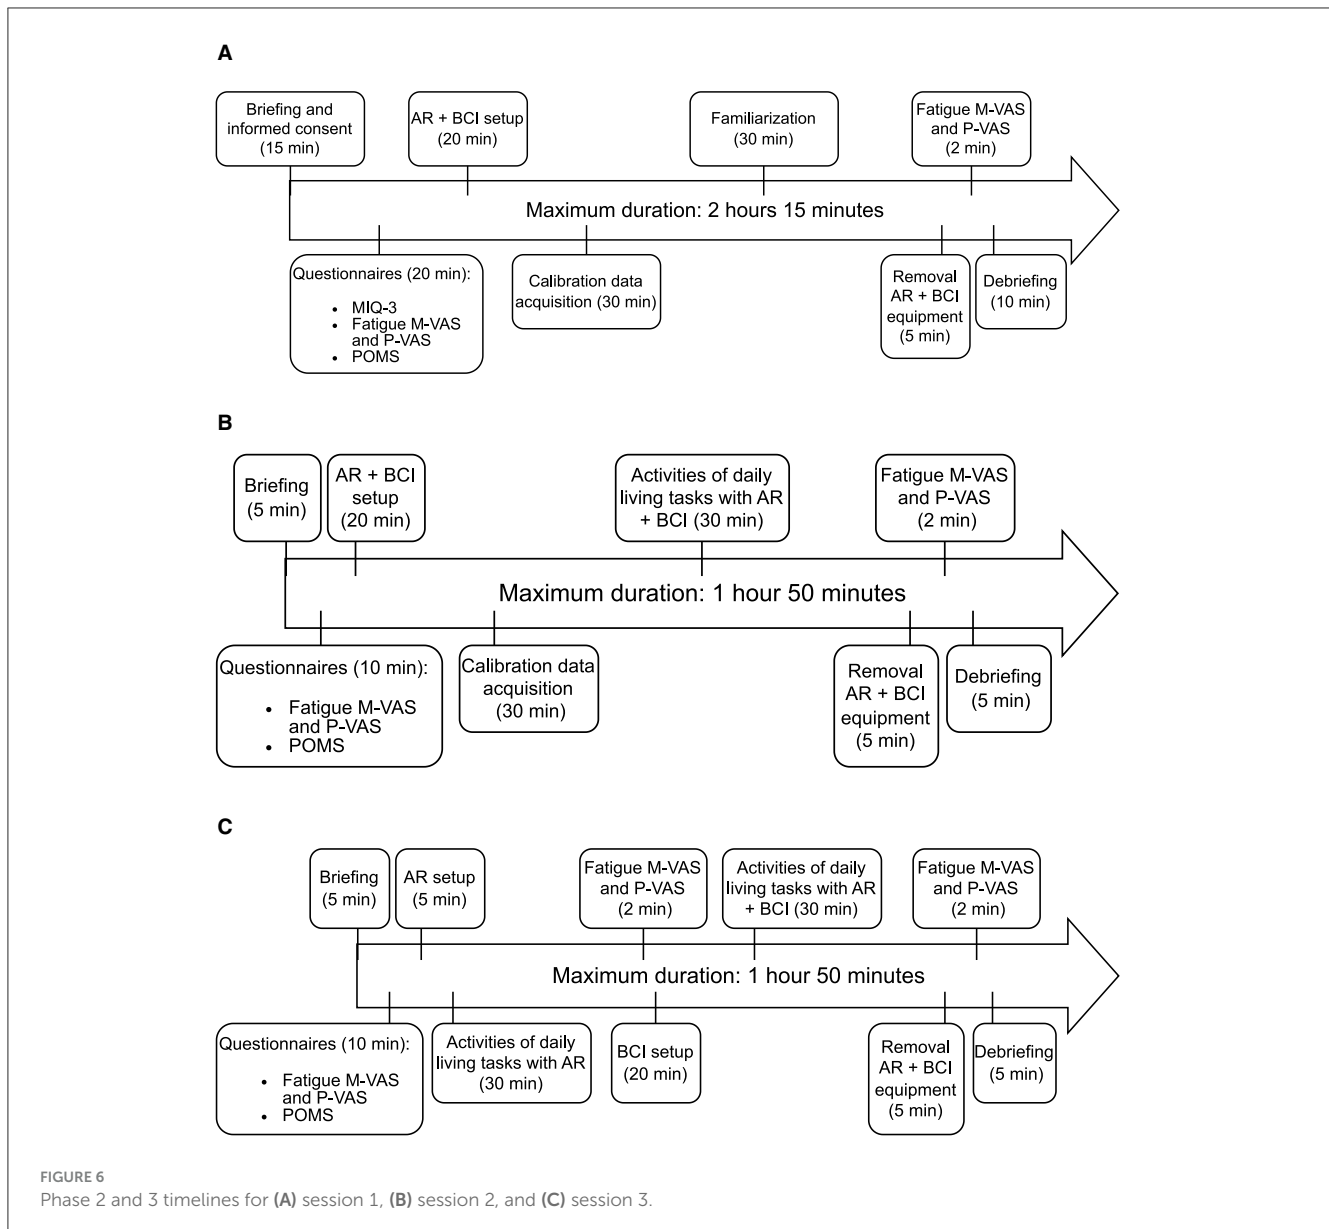 A
Briefing and
informed consent
(15 min)
AR + BCI setup
(20 min)
Familiarization
(30 min)
Fatigue M-VAS
and P-VAS
(2 min)
Maximum duration: 2 hours 15 minutes
Questionnaires (20 min):
• MIQ-3
• Fatigue M-VAS
and P-VAS
• POMS
Calibration data
acquisition (30 min)
Removal
AR + BCI
equipment
(5 min)
Debriefing
(10 min)
B
Briefing
(5 min)
AR + BCI
setup
(20 min)
Activities of daily
living tasks with AR
+ BCI (30 min)
Fatigue M-VAS
and P-VAS
(2 min)
Maximum duration: 1 hour 50 minutes
Questionnaires (10 min):
• Fatigue M-VAS
and P-VAS
• POMS
Calibration data
acquisition
(30 min)
Removal
AR + BCI
equipment
(5 min)
Debriefing
(5 min)
C
Briefing
(5 min)
AR setup
(5 min)
Fatigue M-VAS
and P-VAS
(2 min)
Activities of daily
living tasks with AR
+ BCI (30 min)
Fatigue M-VAS
and P-VAS
(2 min)
Maximum duration: 1 hour 50 minutes
Questionnaires (10 min):
• Fatigue M-VAS
and P-VAS
• POMS
Activities of daily
living tasks with AR
(30 min)
BCI setup
(20 min)
Removal
AR + BCI
equipment
(5 min)
Debriefing
(5 min)
FIGURE 6
Phase 2 and 3 timelines for (A) session 1, (B) session 2, and (C) session 3.